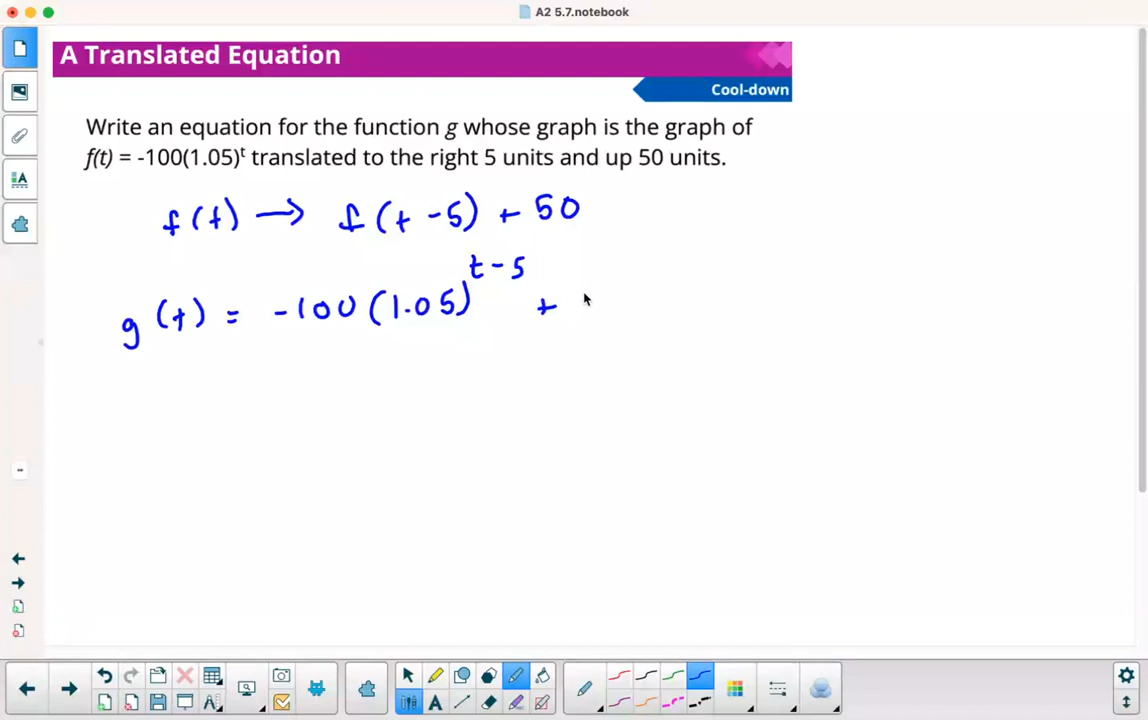 A2 5.7.notebook
A Translated Equation
Cool-down
Write an equation for the function g whose graph is the graph of
f(t) = -100(1.05)ᵗ translated to the right 5 units and up 50 units.
f(t) → f(t-5) + 50
g(t) = -100(1.05)ᵗ⁻⁵ +